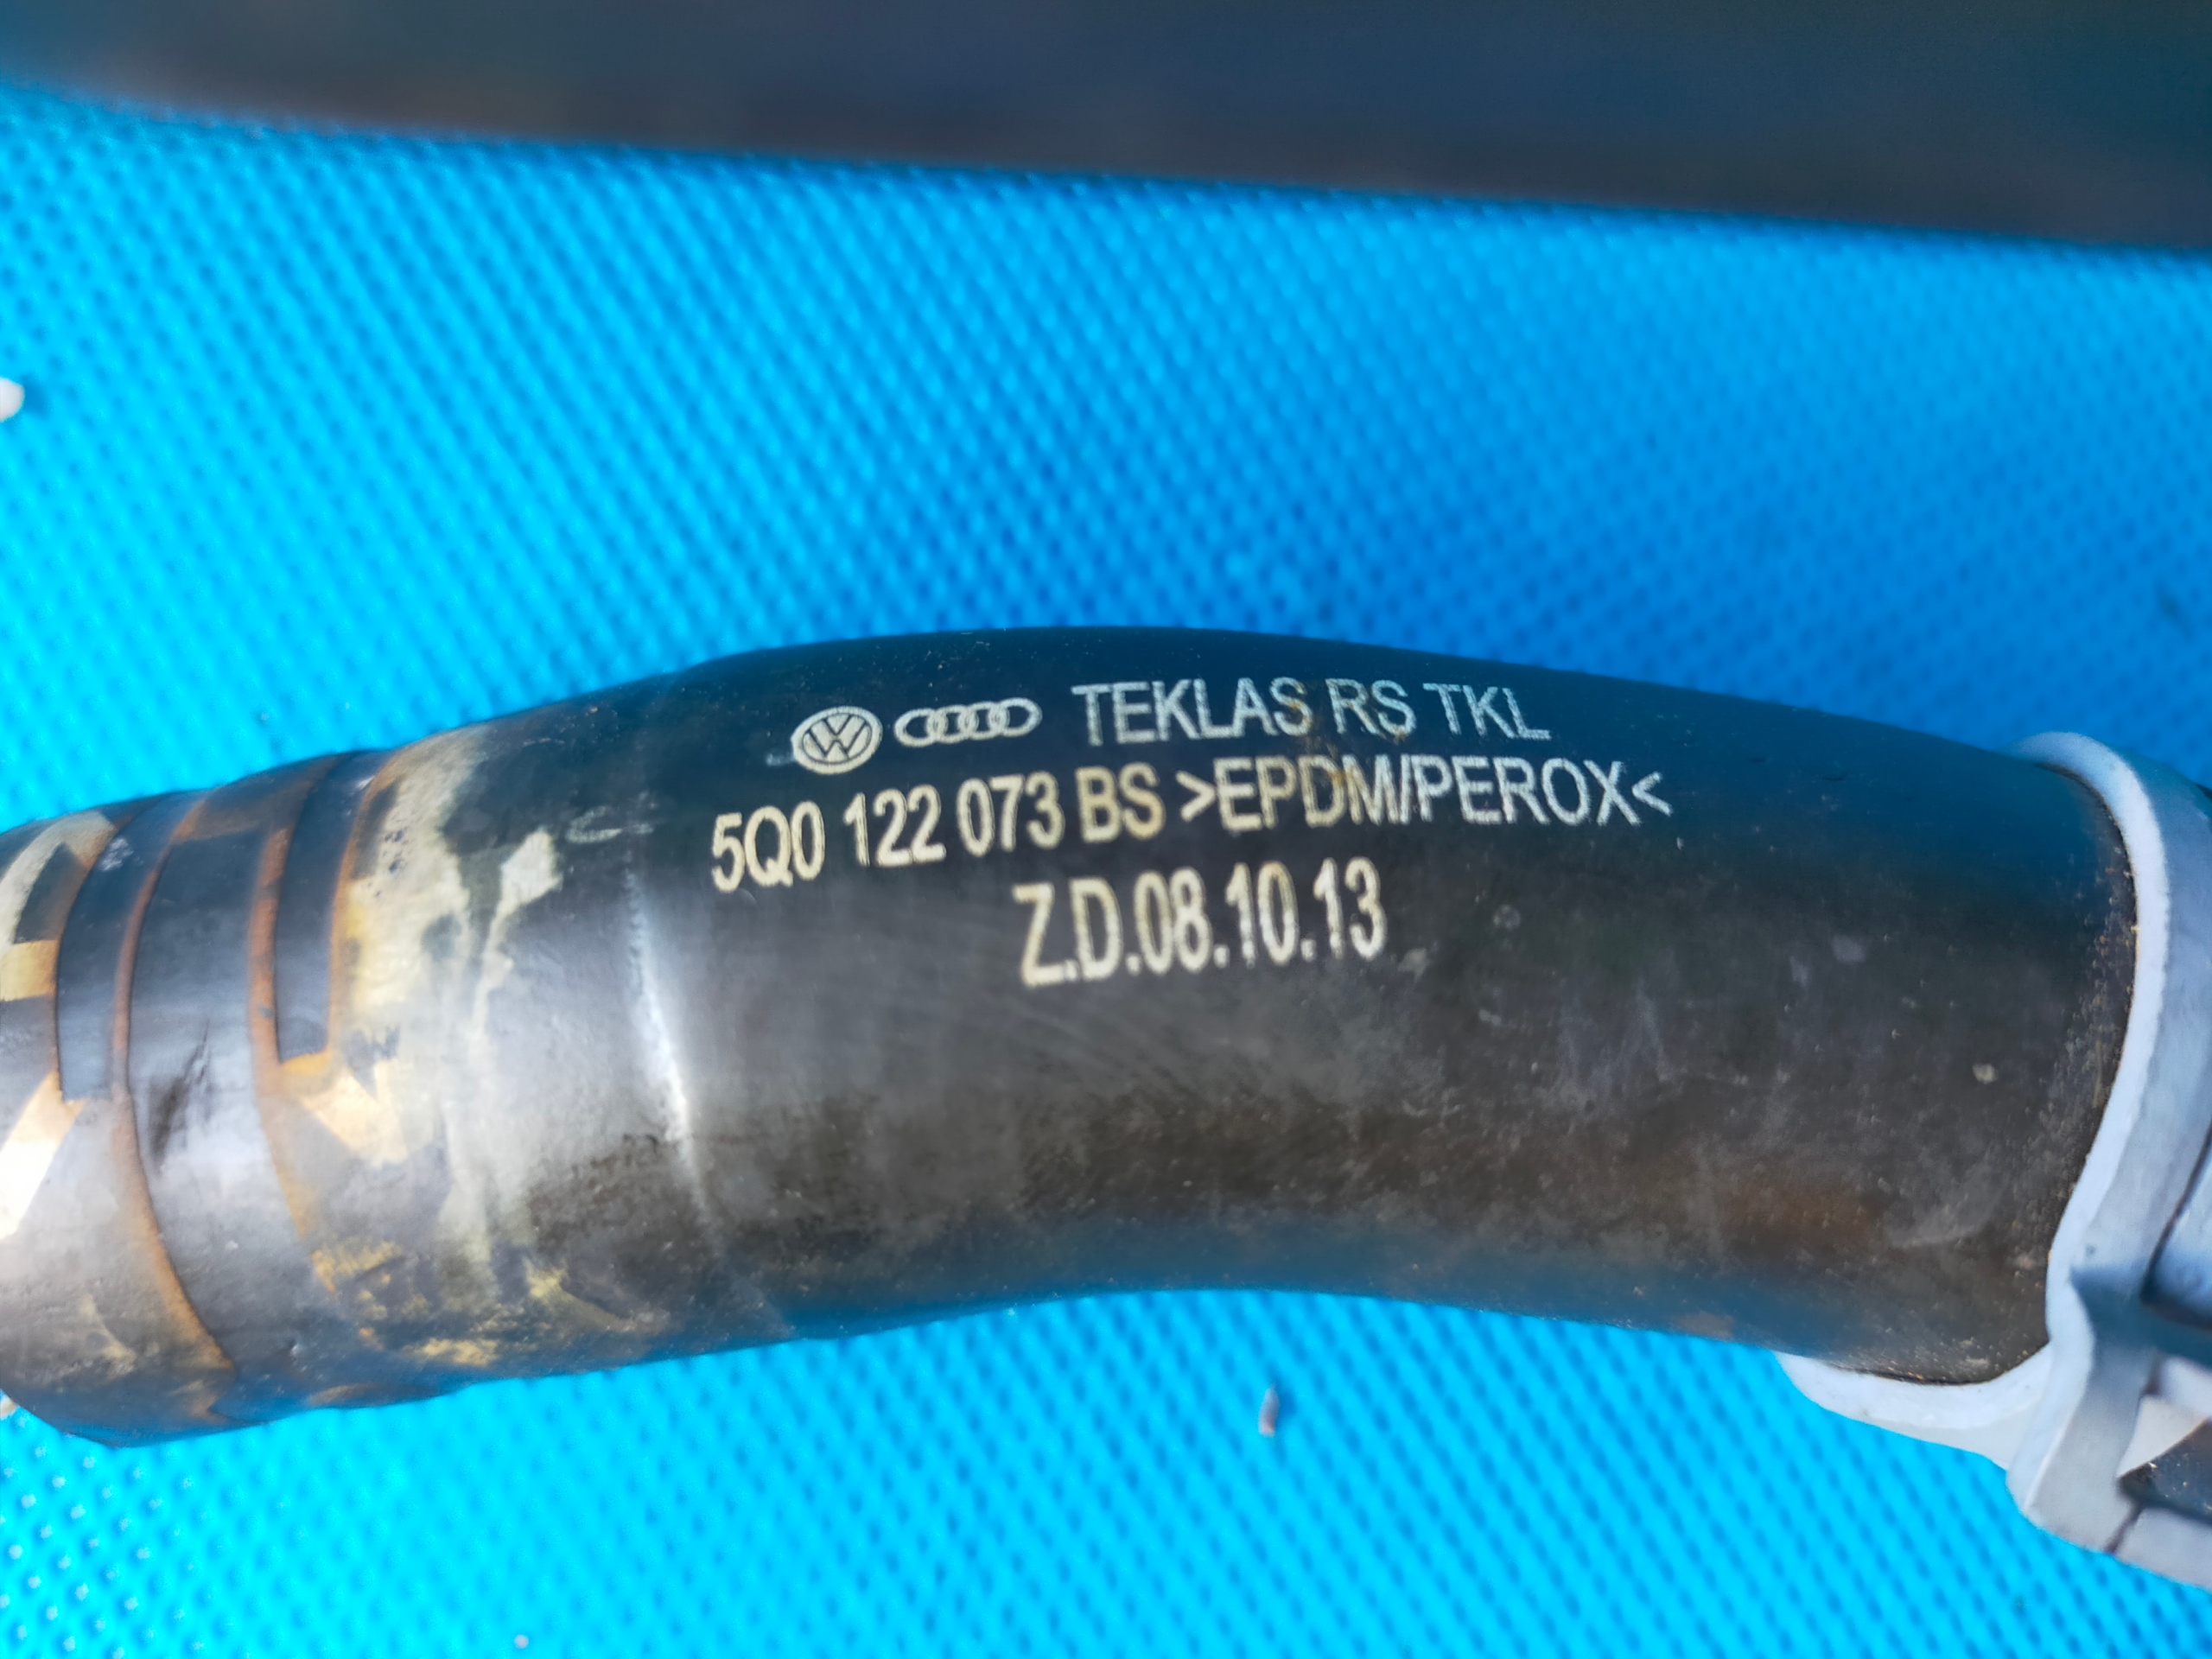 TEKLAS RS TKL
5Q0 122 073 BS >EPDM/PEROX<
Z.D.08.10.13